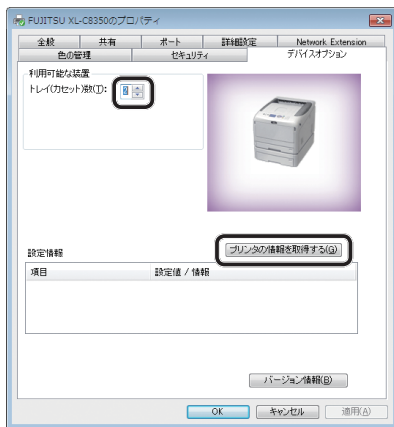 FUJITSU XL-C8350のプロパティ
全般
共有
ポート
詳細設定
Network Extension
色の管理
セキュリティ
デバイスオプション
利用可能な装置
トレイ(カセット)数(T):
設定情報
プリンタの情報を取得する(G)
項目
設定値 / 情報
バージョン情報(B)
OK
キャンセル
適用(A)